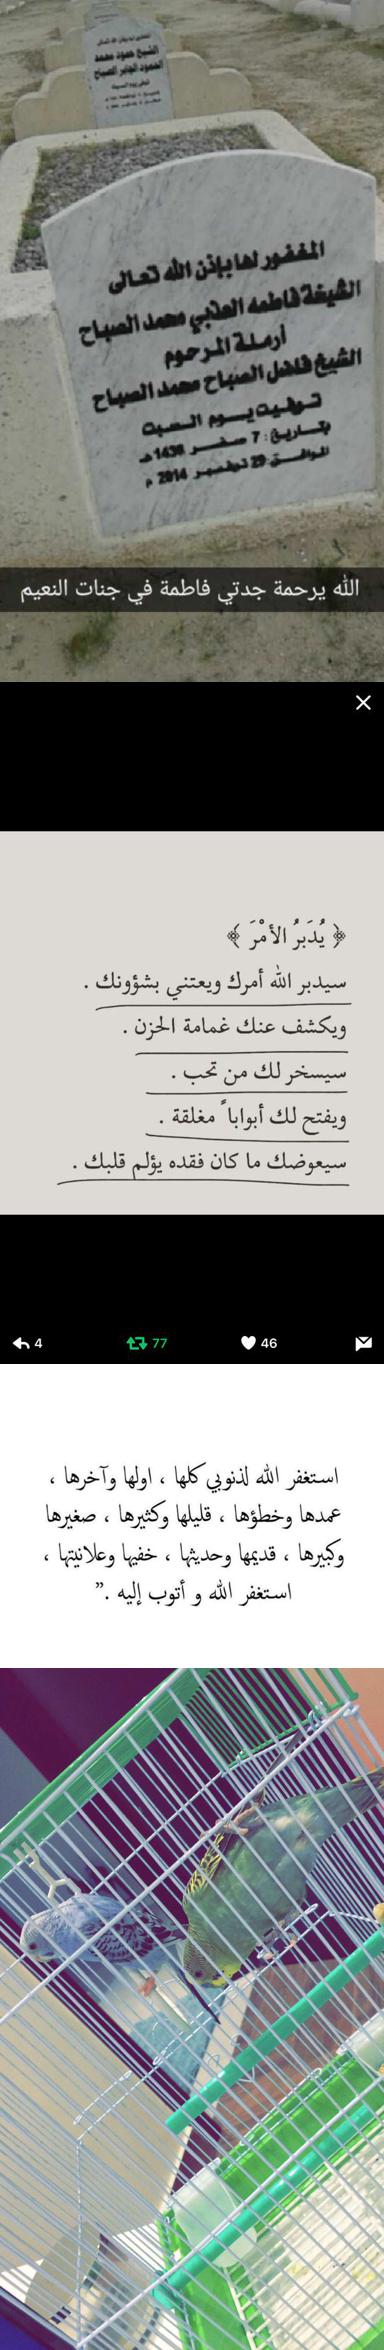 الشيخ حمود محمد
الحمود الجابر الصباح
المغفور لها بإذن الله تعالى
الشيخة فاطمه العذبي محمد الصباح
أرملة المرحوم
الشيخ فاضل الصباح محمد الصباح
توفيت يوم السبت
بتاريخ : 7 صفر 1436 هـ
الموافق 29 نوفمبر 2014 م
الله يرحمة جدتي فاطمة في جنات النعيم
﴿ يُدَبِرُ الأمْرَ ﴾
سيدبر الله أمرك ويعتني بشؤونك .
ويكشف عنك غمامة الحزن .
سيسخر لك من تحب .
ويفتح لك أبواباً مغلقة .
سيعوضك ما كان فقده يؤلم قلبك .
4 77 46
استغفر الله لذنوبي كلها ، اولها وآخرها ،
عمدها وخطؤها ، قليلها وكثيرها ، صغيرها
وكبيرها ، قديمها وحديثها ، خفيها وعلانيتها ،
استغفر الله و أتوب إليه .”